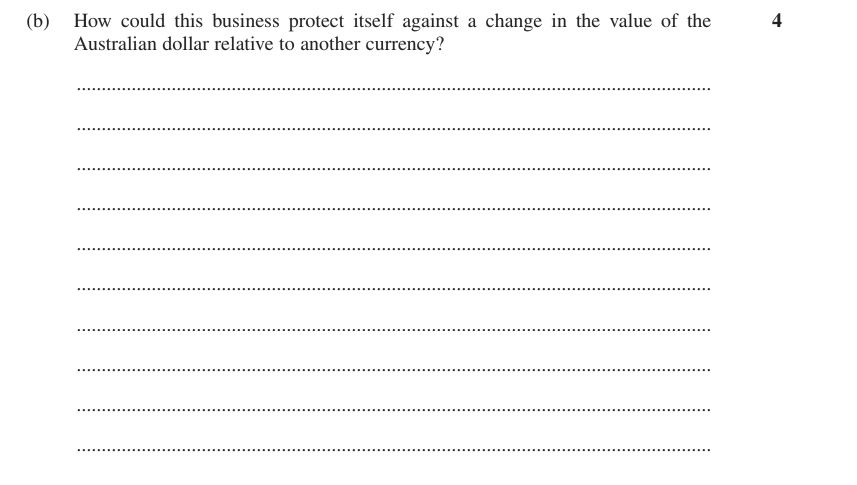 (b) How could this business protect itself against a change in the value of the 4
Australian dollar relative to another currency?